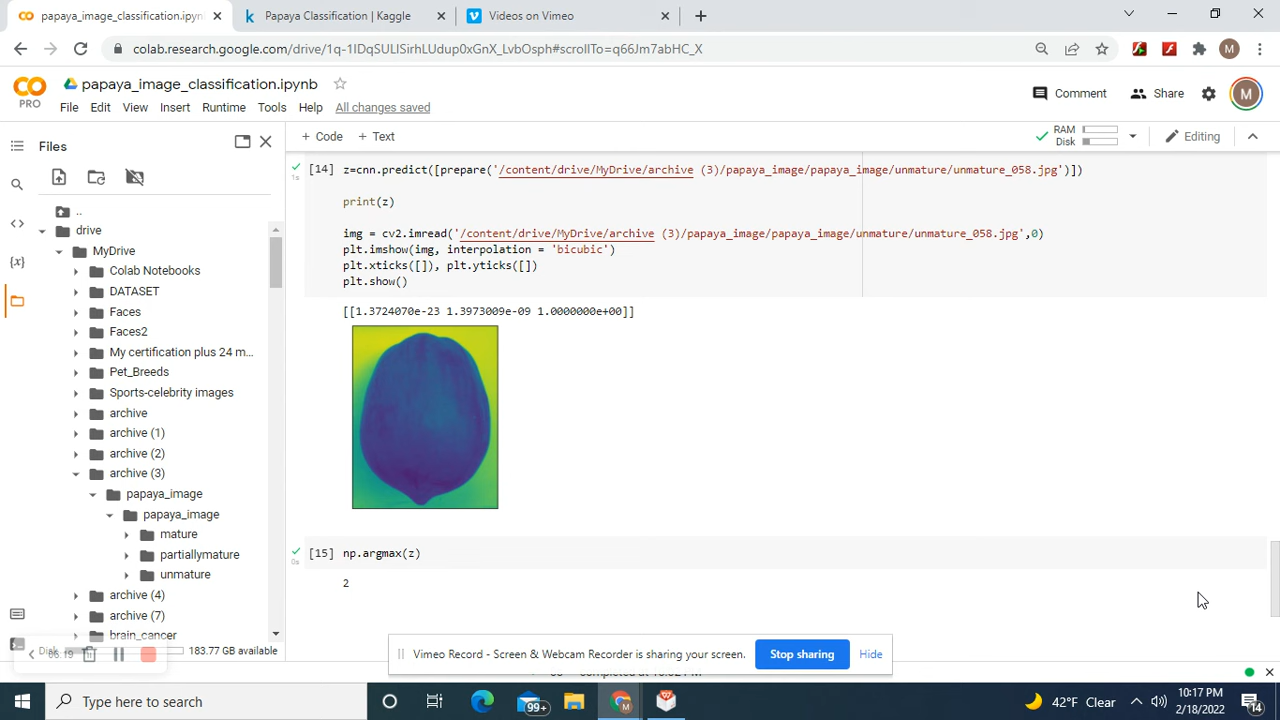 papaya_image_classification.ipyn
Papaya Classification | Kaggle
Videos on Vimeo
colab.research.google.com/drive/1q-1IDqSULISirhLUdup0xGnX_LvbOsph#scrollTo=q66Jm7abHC_X
M
PRO
papaya_image_classification.ipynb
File Edit View Insert Runtime Tools Help All changes saved
Comment
Share
M
Files
+ Code + Text
RAM
Disk
Editing
..
drive
MyDrive
Colab Notebooks
DATASET
Faces
Faces2
My certification plus 24 m...
Pet_Breeds
Sports-celebrity images
archive
archive (1)
archive (2)
archive (3)
papaya_image
papaya_image
mature
partiallymature
unmature
archive (4)
archive (7)
brain_cancer
Disk 183.77 GB available
06:19
[14] z=cnn.predict([prepare('/content/drive/MyDrive/archive (3)/papaya_image/papaya_image/unmature/unmature_058.jpg')])
1s
print(z)
img = cv2.imread('/content/drive/MyDrive/archive (3)/papaya_image/papaya_image/unmature/unmature_058.jpg',0)
plt.imshow(img, interpolation = 'bicubic')
plt.xticks([]), plt.yticks([])
plt.show()
[[1.3724070e-23 1.3973009e-09 1.0000000e+00]]
[15] np.argmax(z)
0s
2
Vimeo Record - Screen & Webcam Recorder is sharing your screen.
Stop sharing
Hide
Type here to search
99+
42°F Clear
10:17 PM
2/18/2022
14